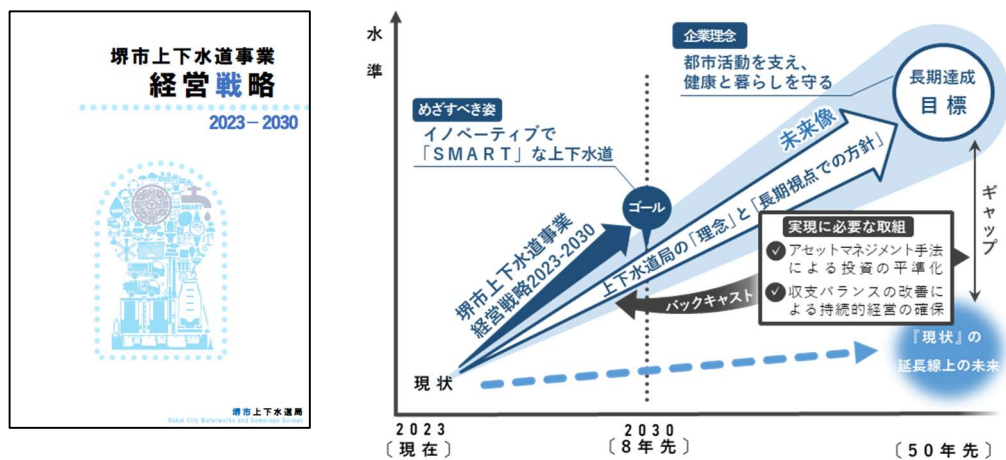 堺市上下水道事業
経営戦略
2023－2030
SMART
堺市上下水道局
Sakai City Waterworks and Sewerage Bureau
水準
企業理念
都市活動を支え、
健康と暮らしを守る
長期達成
目標
めざすべき姿
イノベーティブで
「SMART」な上下水道
未来像
ゴール
堺市上下水道事業
経営戦略2023-2030
上下水道局の「理念」と「長期視点での方針」
ギャップ
実現に必要な取組
アセットマネジメント手法
による投資の平準化
収支バランスの改善に
よる持続的経営の確保
バックキャスト
『現状』の
延長線上の未来
現状
2023
〔現在〕
2030
〔8年先〕
〔50年先〕